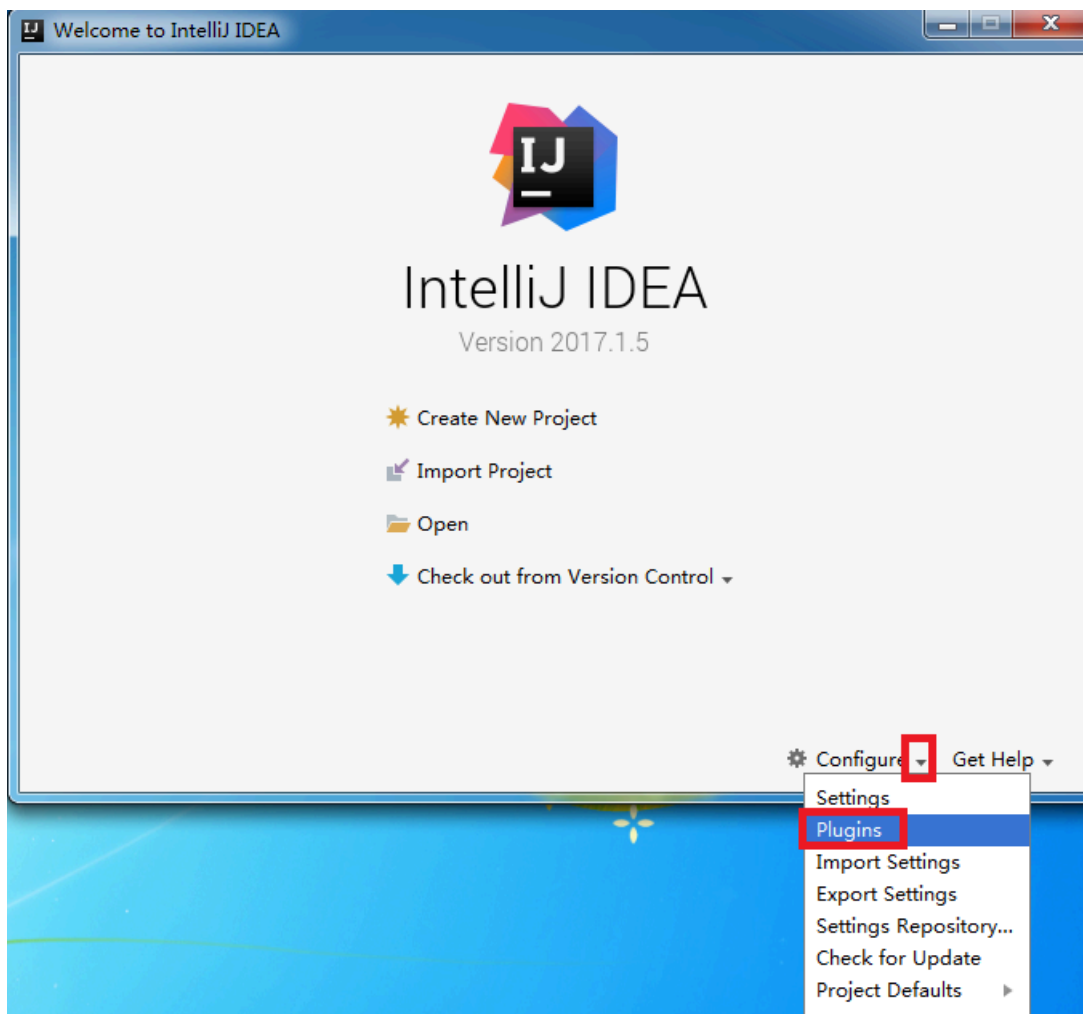 Welcome to IntelliJ IDEA
IJ
IntelliJ IDEA
Version 2017.1.5
Create New Project
Import Project
Open
Check out from Version Control
Configure Get Help
Settings
Plugins
Import Settings
Export Settings
Settings Repository...
Check for Update
Project Defaults